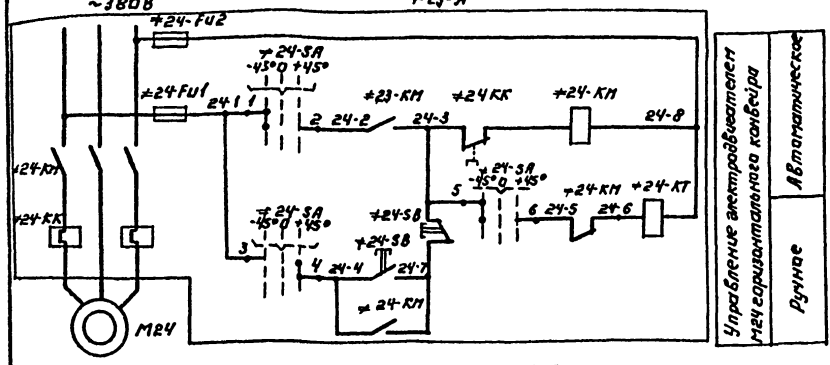 ~380В
≠24-FU2
≠24-SA
-45° 0 +45°
≠24-FU1
24-1
1
2
24-2
≠23-KM
24-3
≠24KK
≠24-KM
24-8
≠24-KM
≠24-SA
-45° 0 +45°
≠24-KM
≠24-KT
5
6
24-5
24-6
≠24-KK
≠24-SA
-45° 0 +45°
≠24-SB
≠24-SB
3
4
24-4
24-7
≠24-KM
M24
Управление электродвигателем
М24 горизонтального конвейра
Автоматическое
Ручное